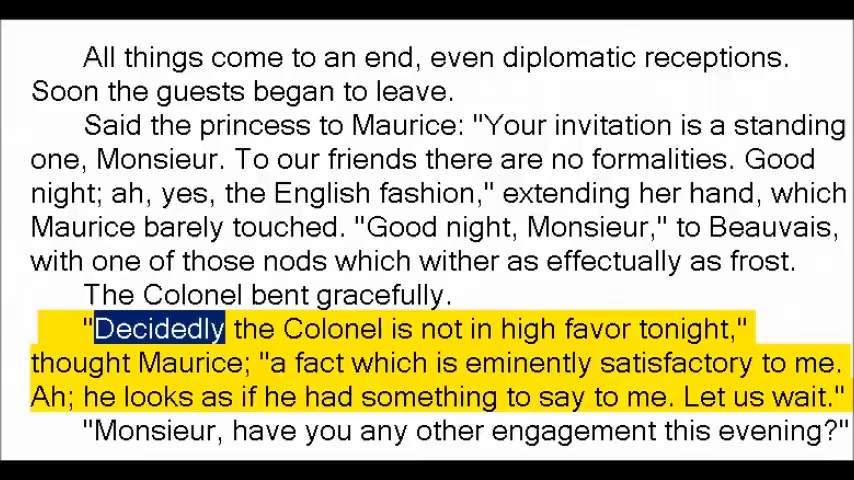 All things come to an end, even diplomatic receptions.
Soon the guests began to leave.
Said the princess to Maurice: "Your invitation is a standing
one, Monsieur. To our friends there are no formalities. Good
night; ah, yes, the English fashion," extending her hand, which
Maurice barely touched. "Good night, Monsieur," to Beauvais,
with one of those nods which wither as effectually as frost.
The Colonel bent gracefully.
"Decidedly the Colonel is not in high favor tonight,"
thought Maurice; "a fact which is eminently satisfactory to me.
Ah; he looks as if he had something to say to me. Let us wait."
"Monsieur, have you any other engagement this evening?"